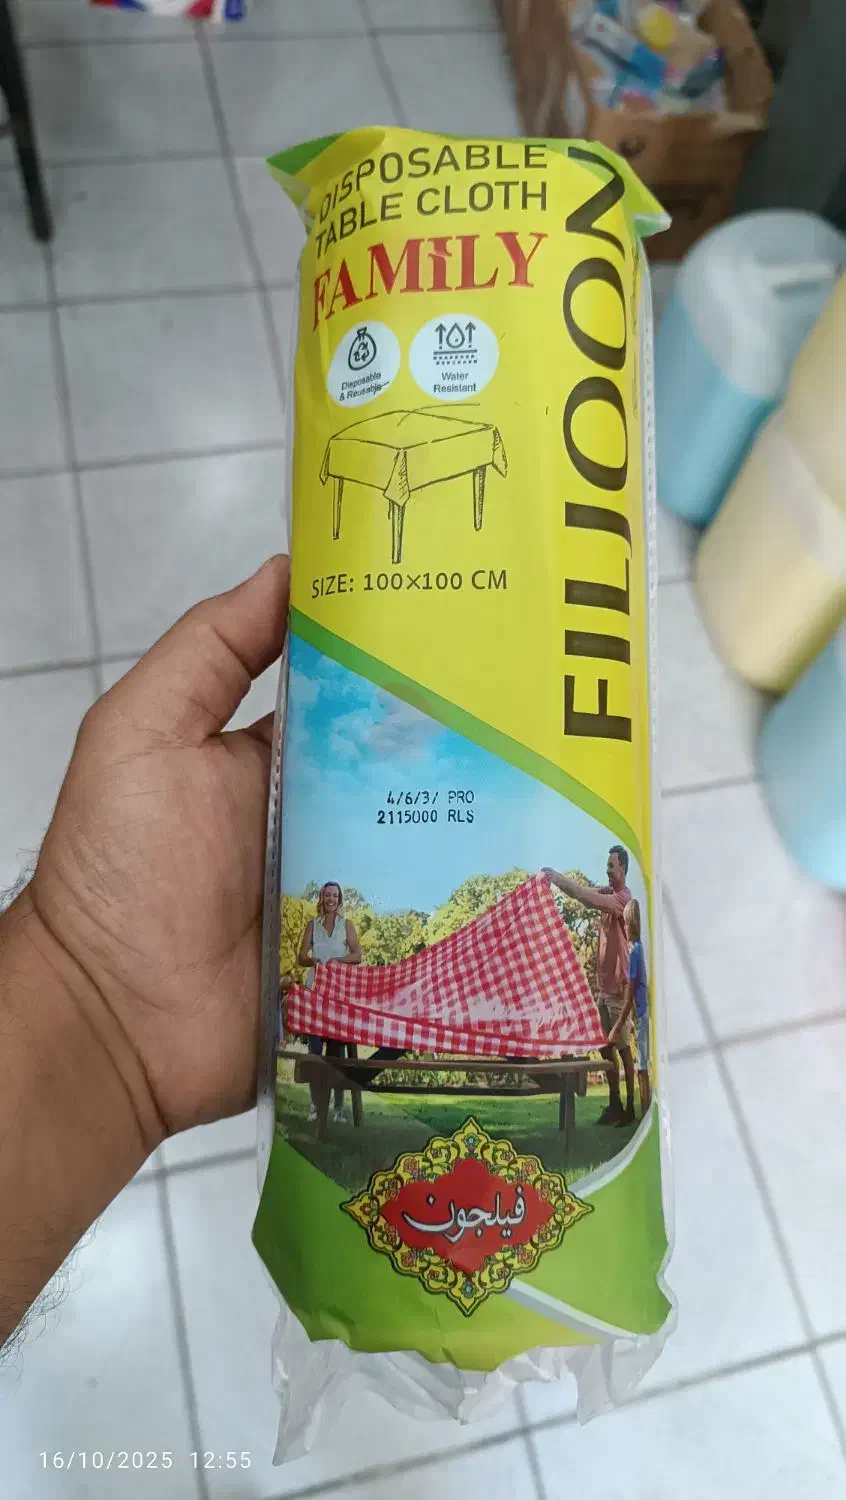 DISPOSABLE
TABLE CLOTH
FAMILY
FILIJOON
Disposable
& Reusable
Water
Resistant
SIZE: 100×100 CM
4/6/3/ PRO
2115000 RLS
فیلجون
16/10/2025 12:55